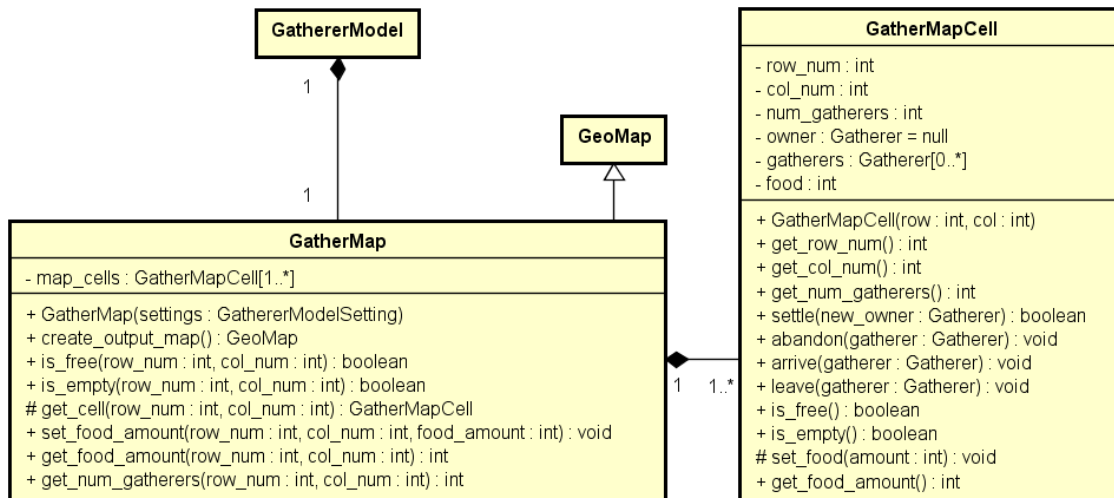 GathererModel
1
1
GeoMap
GatherMap
- map_cells : GatherMapCell[1..*]
+ GatherMap(settings : GathererModelSetting)
+ create_output_map() : GeoMap
+ is_free(row_num : int, col_num : int) : boolean
+ is_empty(row_num : int, col_num : int) : boolean
# get_cell(row_num : int, col_num : int) : GatherMapCell
+ set_food_amount(row_num : int, col_num : int, food_amount : int) : void
+ get_food_amount(row_num : int, col_num : int) : int
+ get_num_gatherers(row_num : int, col_num : int) : int
1
1..*
GatherMapCell
- row_num : int
- col_num : int
- num_gatherers : int
- owner : Gatherer = null
- gatherers : Gatherer[0..*]
- food : int
+ GatherMapCell(row : int, col : int)
+ get_row_num() : int
+ get_col_num() : int
+ get_num_gatherers() : int
+ settle(new_owner : Gatherer) : boolean
+ abandon(gatherer : Gatherer) : void
+ arrive(gatherer : Gatherer) : void
+ leave(gatherer : Gatherer) : void
+ is_free() : boolean
+ is_empty() : boolean
# set_food(amount : int) : void
+ get_food_amount() : int